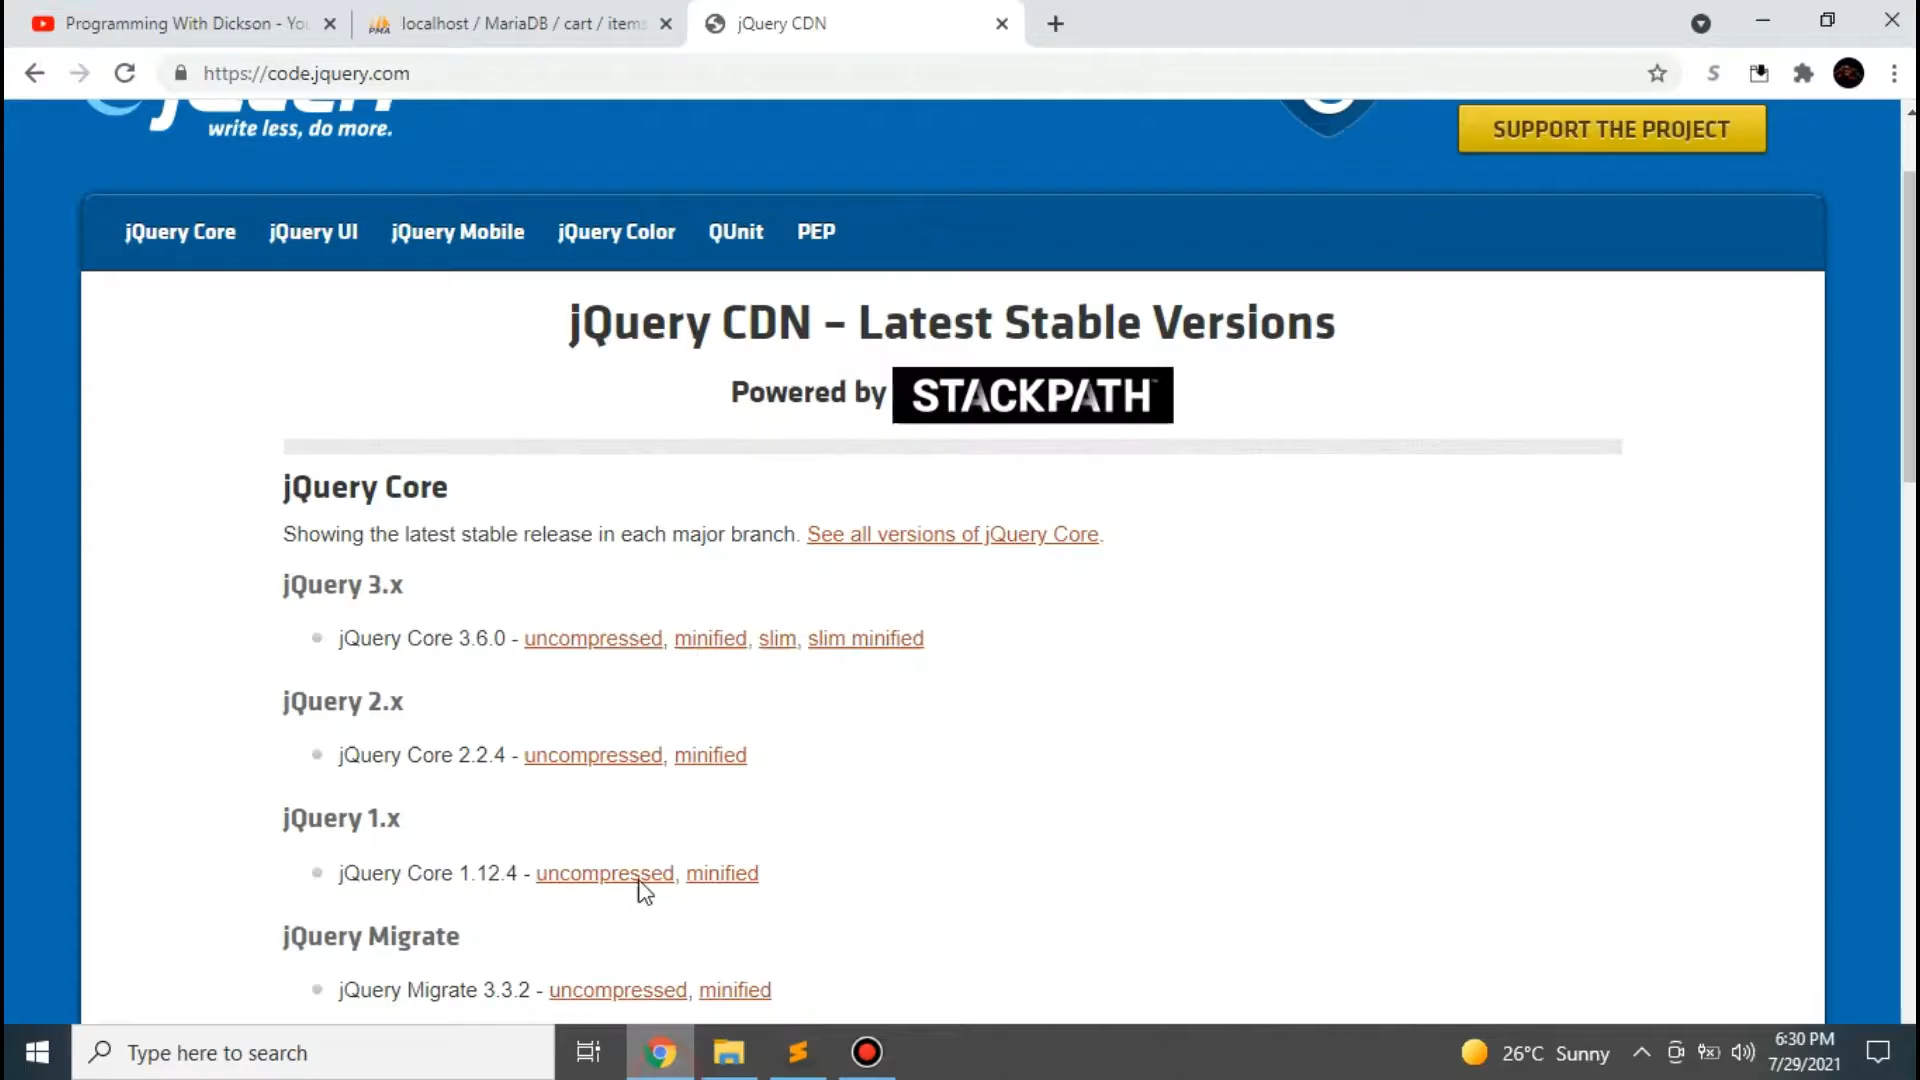 Programming With Dickson - You
localhost / MariaDB / cart / items
jQuery CDN
https://code.jquery.com
write less, do more.
SUPPORT THE PROJECT
jQuery Core
jQuery UI
jQuery Mobile
jQuery Color
QUnit
PEP
jQuery CDN – Latest Stable Versions
Powered by STACKPATH
jQuery Core
Showing the latest stable release in each major branch. See all versions of jQuery Core.
jQuery 3.x
jQuery Core 3.6.0 - uncompressed, minified, slim, slim minified
jQuery 2.x
jQuery Core 2.2.4 - uncompressed, minified
jQuery 1.x
jQuery Core 1.12.4 - uncompressed, minified
jQuery Migrate
jQuery Migrate 3.3.2 - uncompressed, minified
Type here to search
26°C Sunny
6:30 PM
7/29/2021